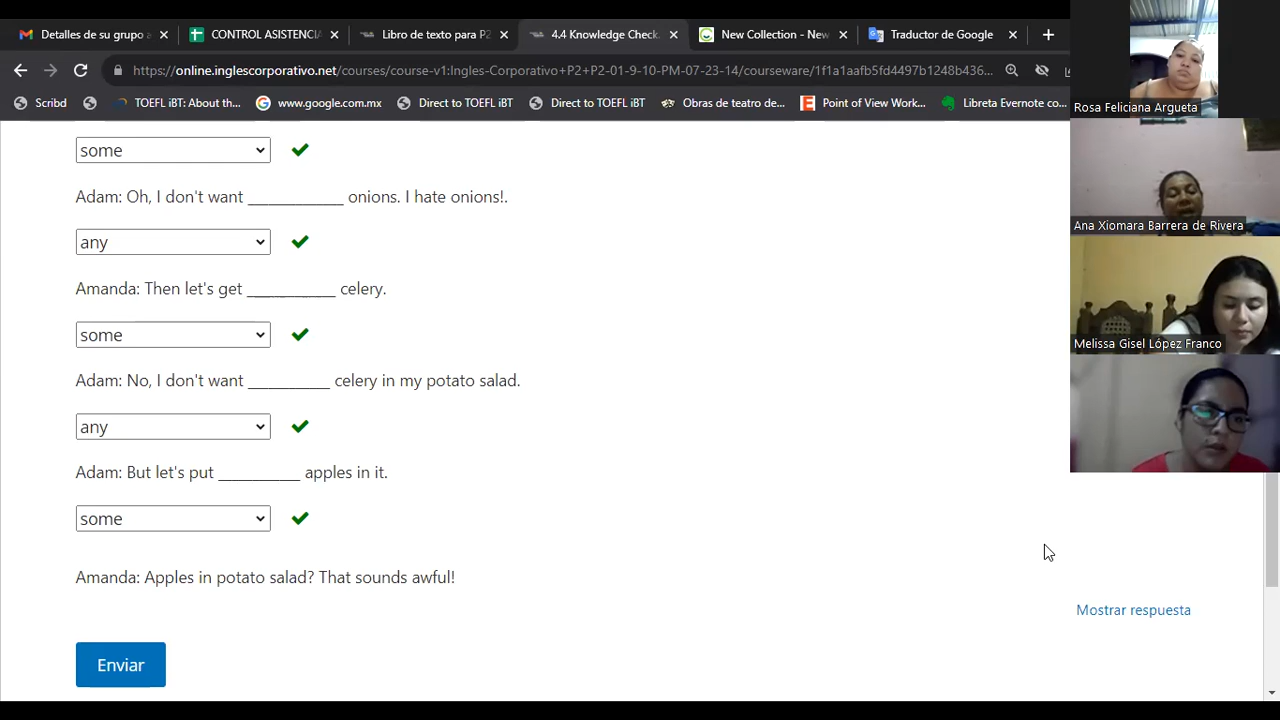 Detalles de su grupo a
CONTROL ASISTENCIA
Libro de texto para P2
4.4 Knowledge Check
New Collection - New
Traductor de Google
https://online.inglescorporativo.net/courses/course-v1:Ingles-Corporativo+P2+P2-01-9-10-PM-07-23-14/courseware/1f1a1aafb5fd4497b1248b436...
Scribd
TOEFL iBT: About th...
www.google.com.mx
Direct to TOEFL iBT
Direct to TOEFL iBT
Obras de teatro de...
Point of View Work...
Libreta Evernote co...
some
Adam: Oh, I don't want _____________ onions. I hate onions!.
any
Amanda: Then let's get ____________ celery.
some
Adam: No, I don't want ___________ celery in my potato salad.
any
Adam: But let's put ___________ apples in it.
some
Amanda: Apples in potato salad? That sounds awful!
Mostrar respuesta
Enviar
Rosa Feliciana Argueta
Ana Xiomara Barrera de Rivera
Melissa Gisel López Franco